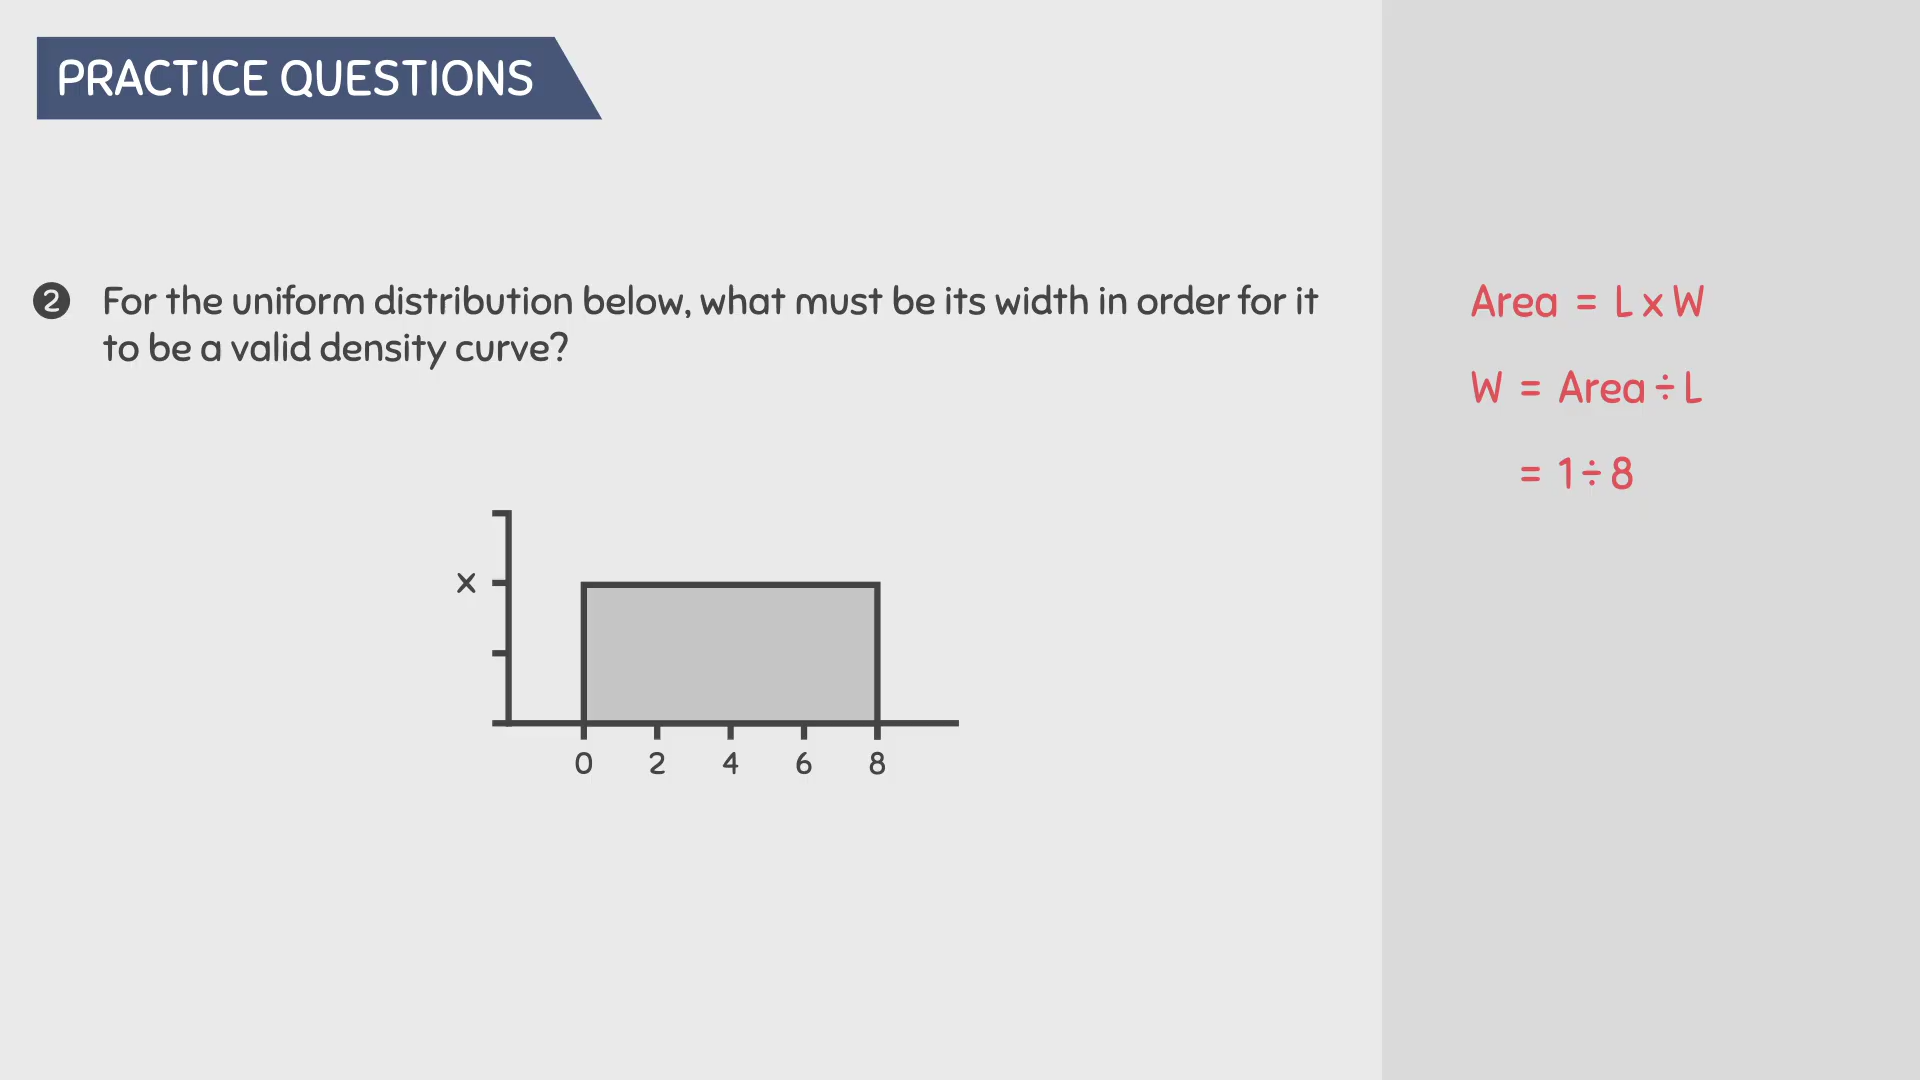 PRACTICE QUESTIONS
2 For the uniform distribution below, what must be its width in order for it
to be a valid density curve?
x
0 2 4 6 8
Area = L x W
W = Area ÷ L
= 1 ÷ 8